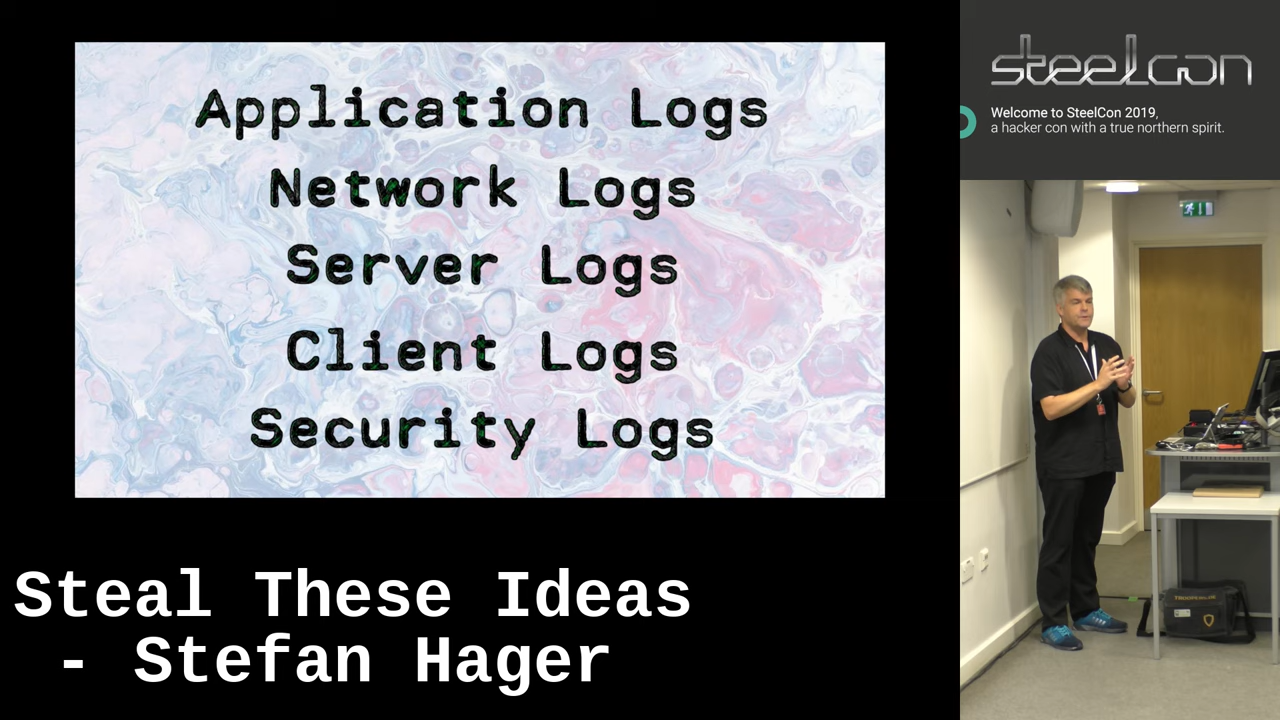 Application Logs
Network Logs
Server Logs
Client Logs
Security Logs
Steal These Ideas
- Stefan Hager
steelcon
Welcome to SteelCon 2019,
a hacker con with a true northern spirit.